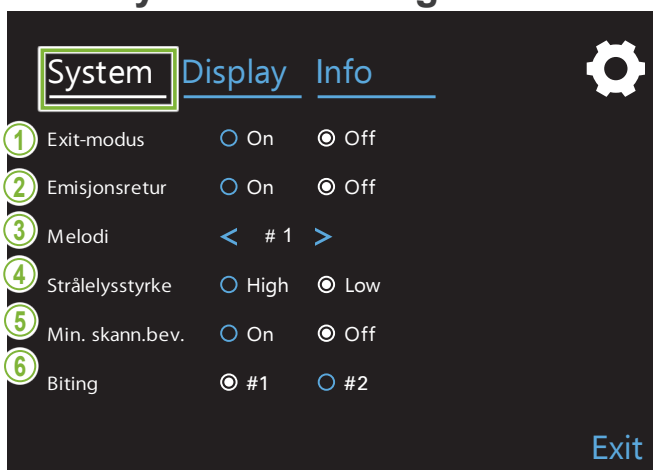 System Display Info
1 Exit-modus On Off
2 Emisjonsretur On Off
3 Melodi < # 1 >
4 Strålelysstyrke High Low
5 Min. skann.bev. On Off
6 Biting #1 #2
Exit